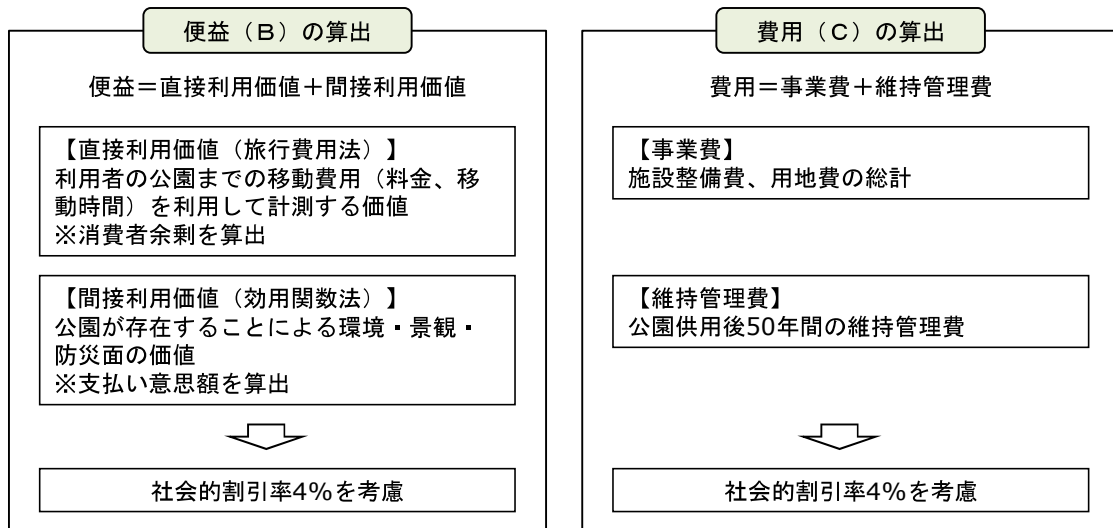 便益（B）の算出
便益＝直接利用価値＋間接利用価値
【直接利用価値（旅行費用法）】
利用者の公園までの移動費用（料金、移
動時間）を利用して計測する価値
※消費者余剰を算出
【間接利用価値（効用関数法）】
公園が存在することによる環境・景観・
防災面の価値
※支払い意思額を算出
社会的割引率4％を考慮
費用（C）の算出
費用＝事業費＋維持管理費
【事業費】
施設整備費、用地費の総計
【維持管理費】
公園供用後50年間の維持管理費
社会的割引率4％を考慮